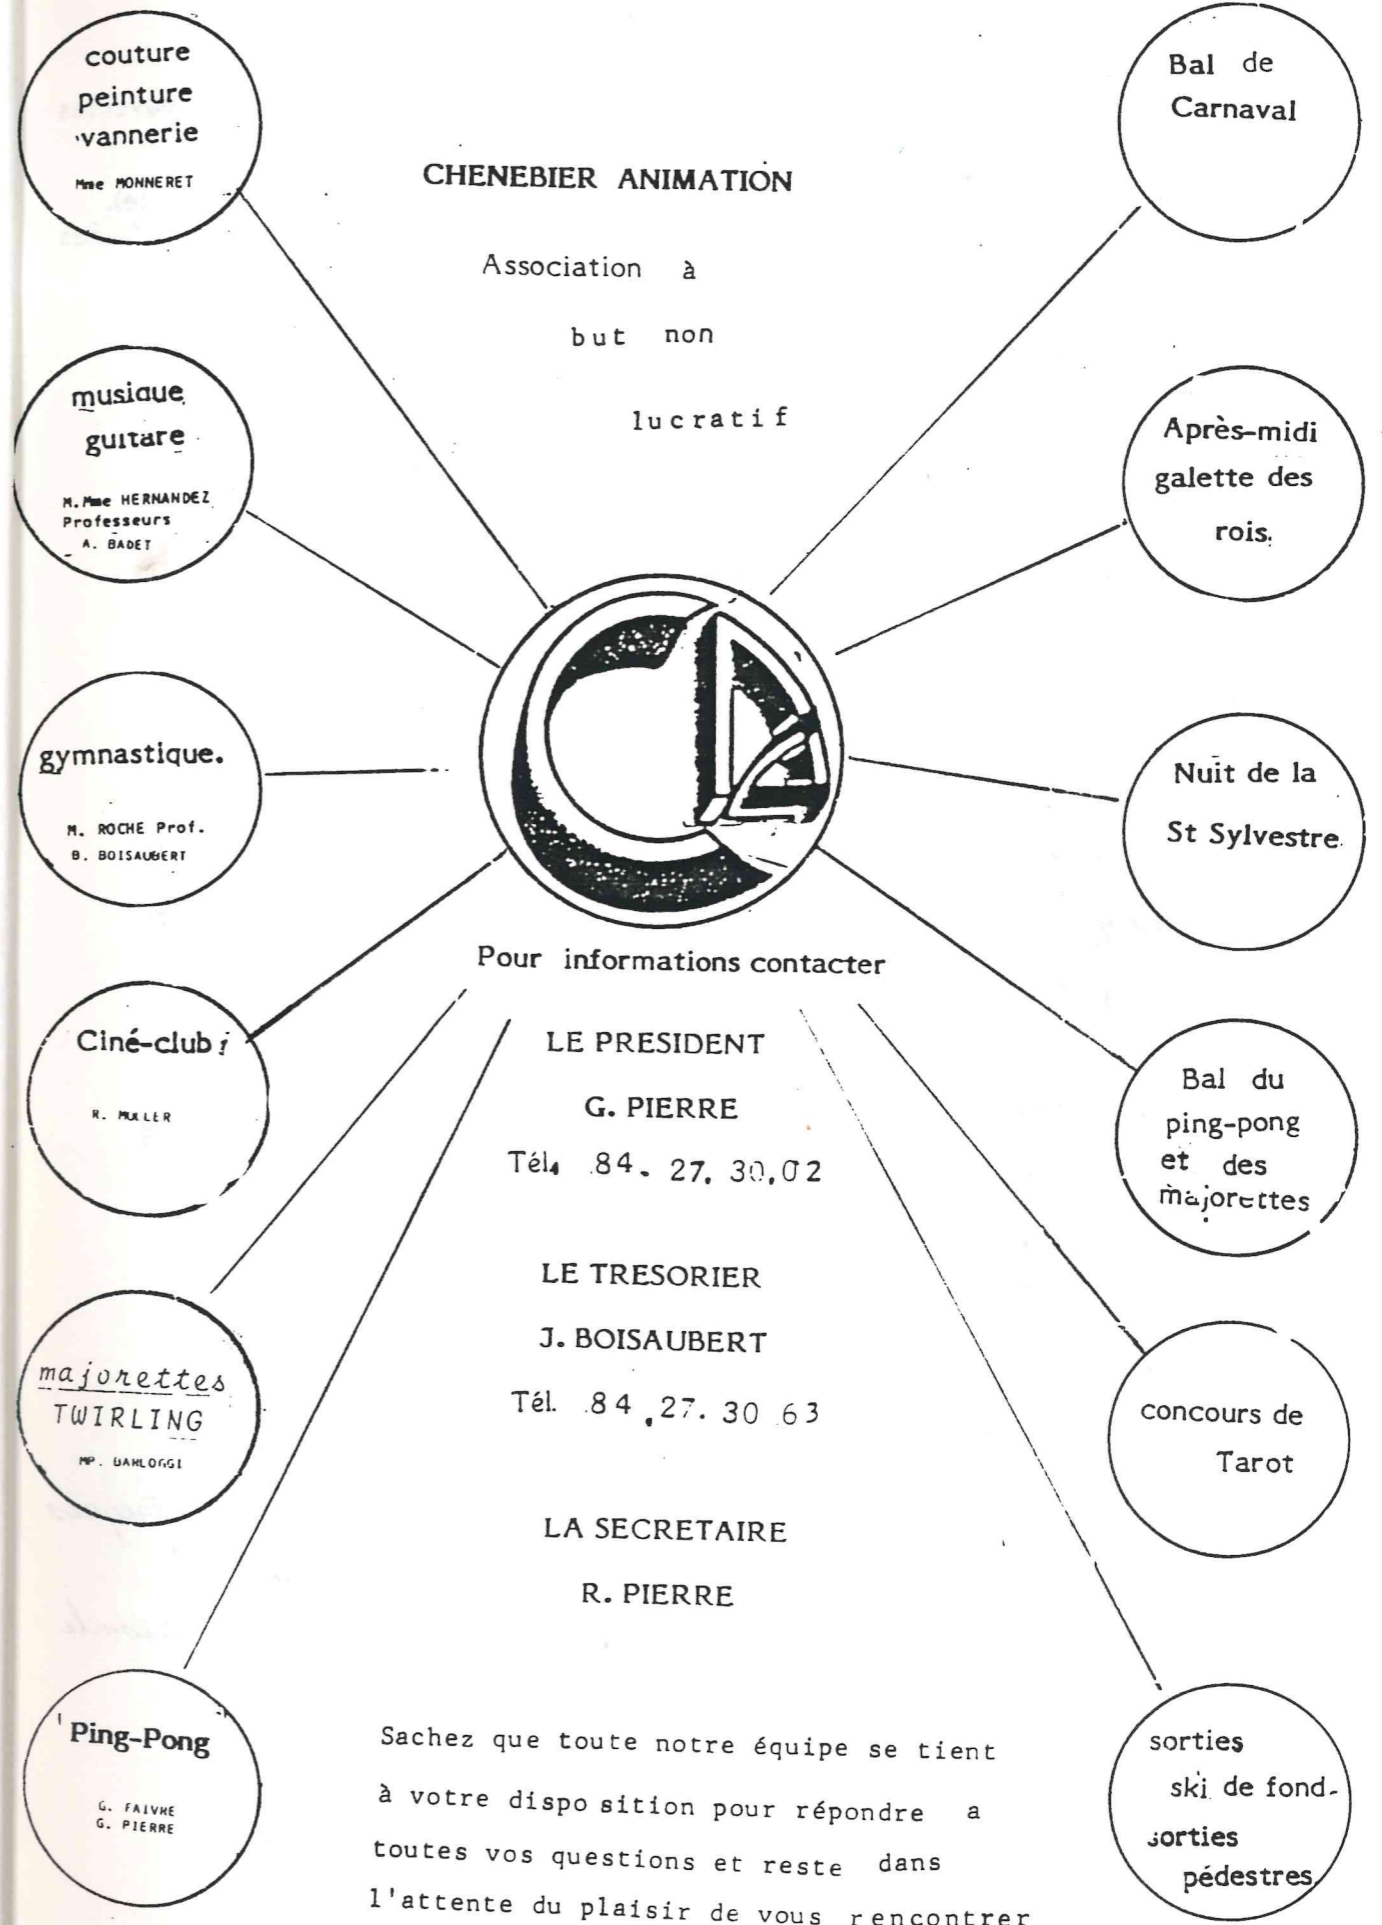 couture
peinture
vannerie
Mme MONNERET
musique
guitare
M.Mme HERNANDEZ
Professeurs
A. BADET
gymnastique.
M. ROCHE Prof.
B. BOISAUBERT
Ciné-club
R. MULLER
majorettes
TWIRLING
MP. BARLOGGI
Ping-Pong
G. FAIVRE
G. PIERRE
CHENEBIER ANIMATION
Association à
but non
lucratif
Pour informations contacter
LE PRESIDENT
G. PIERRE
Tél. 84. 27. 30.02
LE TRESORIER
J. BOISAUBERT
Tél. 84 .27. 30 63
LA SECRETAIRE
R. PIERRE
Sachez que toute notre équipe se tient
à votre dispo sition pour répondre a
toutes vos questions et reste dans
l'attente du plaisir de vous rencontrer
Bal de
Carnaval
Après-midi
galette des
rois.
Nuit de la
St Sylvestre
Bal du
ping-pong
et des
majorettes
concours de
Tarot
sorties
ski de fond-
sorties
pédestres